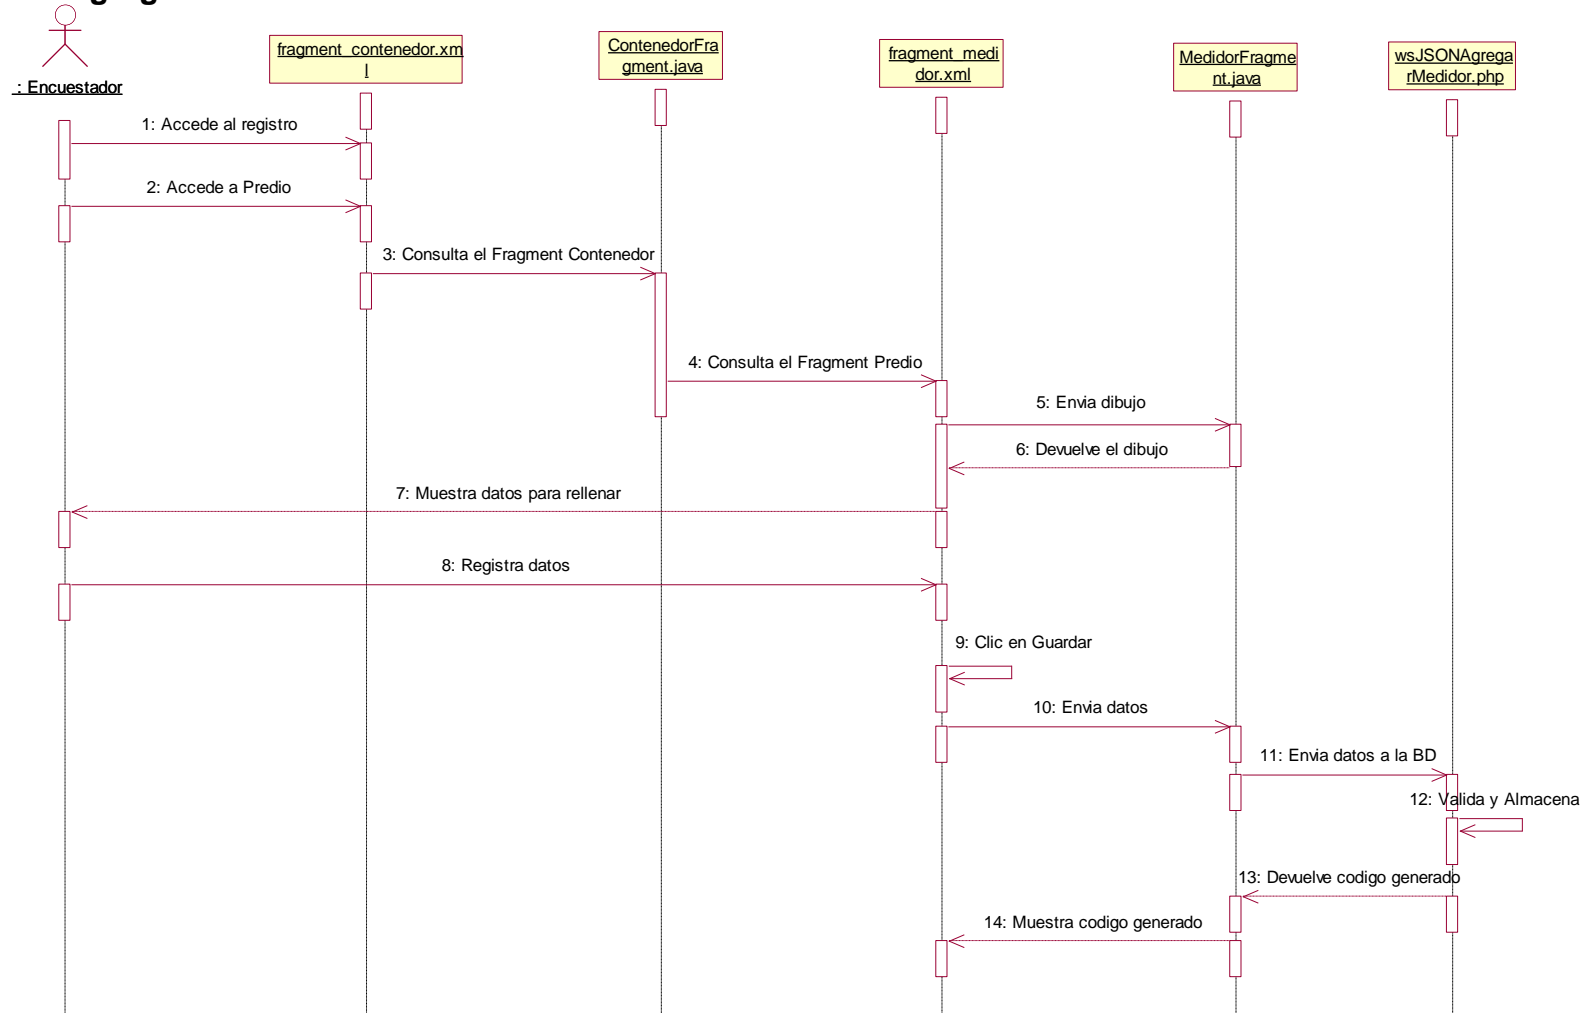 : Encuestador
fragment_contenedor.xm
l
ContenedorFra
gment.java
fragment_medi
dor.xml
MedidorFragme
nt.java
wsJSONAgrega
rMedidor.php
1: Accede al registro
2: Accede a Predio
3: Consulta el Fragment Contenedor
4: Consulta el Fragment Predio
5: Envia dibujo
6: Devuelve el dibujo
7: Muestra datos para rellenar
8: Registra datos
9: Clic en Guardar
10: Envia datos
11: Envia datos a la BD
12: Valida y Almacena
13: Devuelve codigo generado
14: Muestra codigo generado